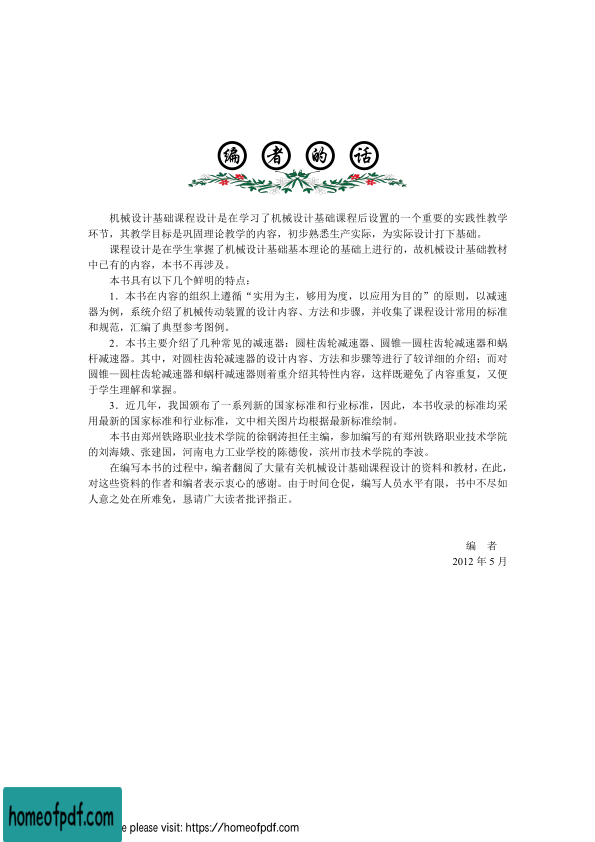 编者的话
机械设计基础课程设计是在学习了机械设计基础课程后设置的一个重要的实践性教学
环节，其教学目标是巩固理论教学的内容，初步熟悉生产实际，为实际设计打下基础。
课程设计是在学生掌握了机械设计基础基本理论的基础上进行的，故机械设计基础教材
中已有的内容，本书不再涉及。
本书具有以下几个鲜明的特点：
1．本书在内容的组织上遵循“实用为主，够用为度，以应用为目的”的原则，以减速
器为例，系统介绍了机械传动装置的设计内容、方法和步骤，并收集了课程设计常用的标准
和规范，汇编了典型参考图例。
2．本书主要介绍了几种常见的减速器：圆柱齿轮减速器、圆锥—圆柱齿轮减速器和蜗
杆减速器。其中，对圆柱齿轮减速器的设计内容、方法和步骤等进行了较详细的介绍；而对
圆锥—圆柱齿轮减速器和蜗杆减速器则着重介绍其特性内容，这样既避免了内容重复，又便
于学生理解和掌握。
3．近几年，我国颁布了一系列新的国家标准和行业标准，因此，本书收录的标准均采
用最新的国家标准和行业标准，文中相关图片均根据最新标准绘制。
本书由郑州铁路职业技术学院的徐钢涛担任主编，参加编写的有郑州铁路职业技术学院
的刘海娥、张建国，河南电力工业学校的陈德俊，滨州市技术学院的李波。
在编写本书的过程中，编者翻阅了大量有关机械设计基础课程设计的资料和教材，在此，
对这些资料的作者和编者表示衷心的感谢。由于时间仓促，编写人员水平有限，书中不尽如
人意之处在所难免，恳请广大读者批评指正。
编 者
2012 年 5 月
homeofpdf.com
please visit: https://homeofpdf.com